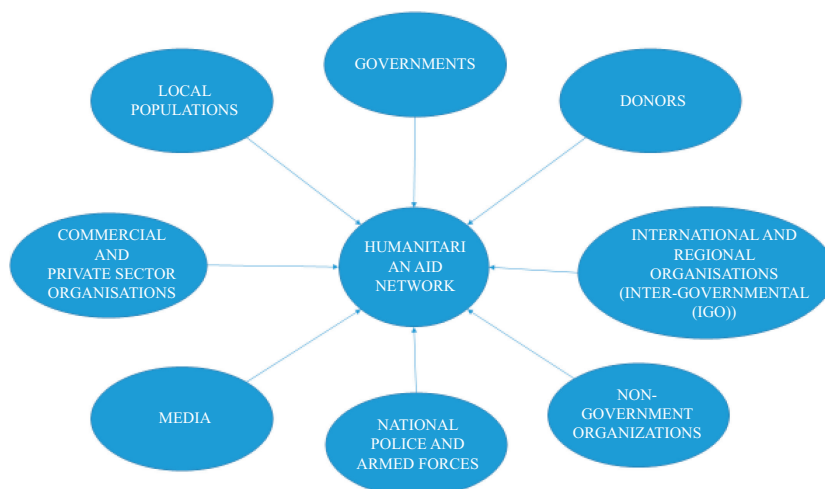 GOVERNMENTS
LOCAL
POPULATIONS
DONORS
COMMERCIAL
AND
PRIVATE SECTOR
ORGANISATIONS
HUMANITARI
AN AID
NETWORK
INTERNATIONAL AND
REGIONAL
ORGANISATIONS
(INTER-GOVERNMENTAL
(IGO))
MEDIA
NATIONAL
POLICE AND
ARMED FORCES
NON-
GOVERNMENT
ORGANIZATIONS